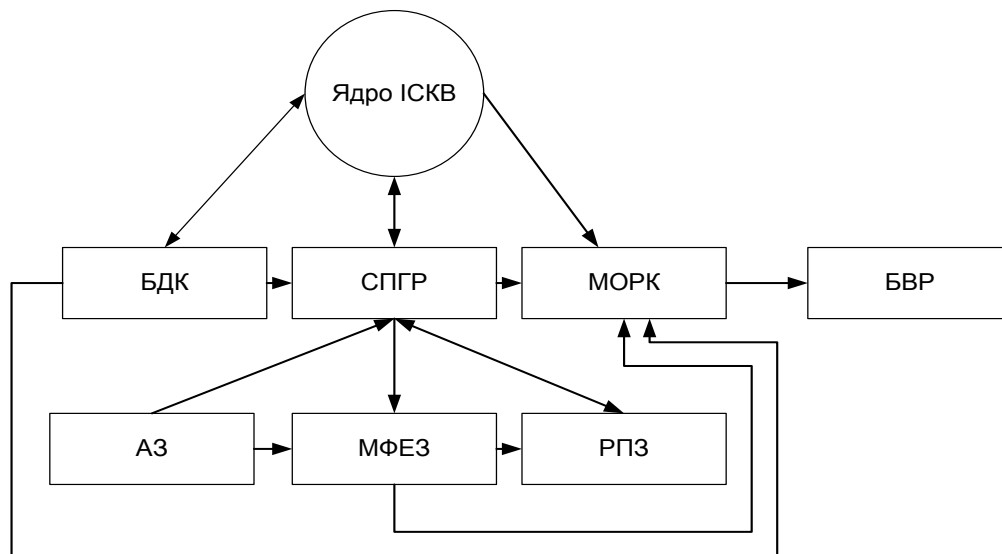 Ядро ІСКВ
БДК
СПГР
МОРК
БВР
АЗ
МФЕЗ
РПЗ